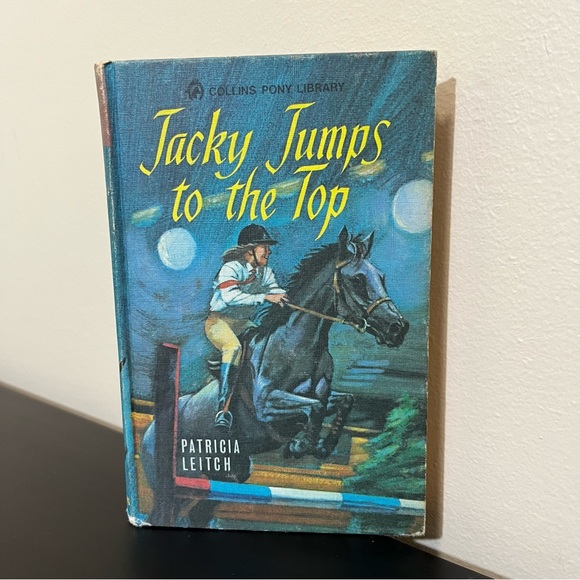 COLLINS PONY LIBRARY
Jacky Jumps
to the Top
PATRICIA
LEITCH